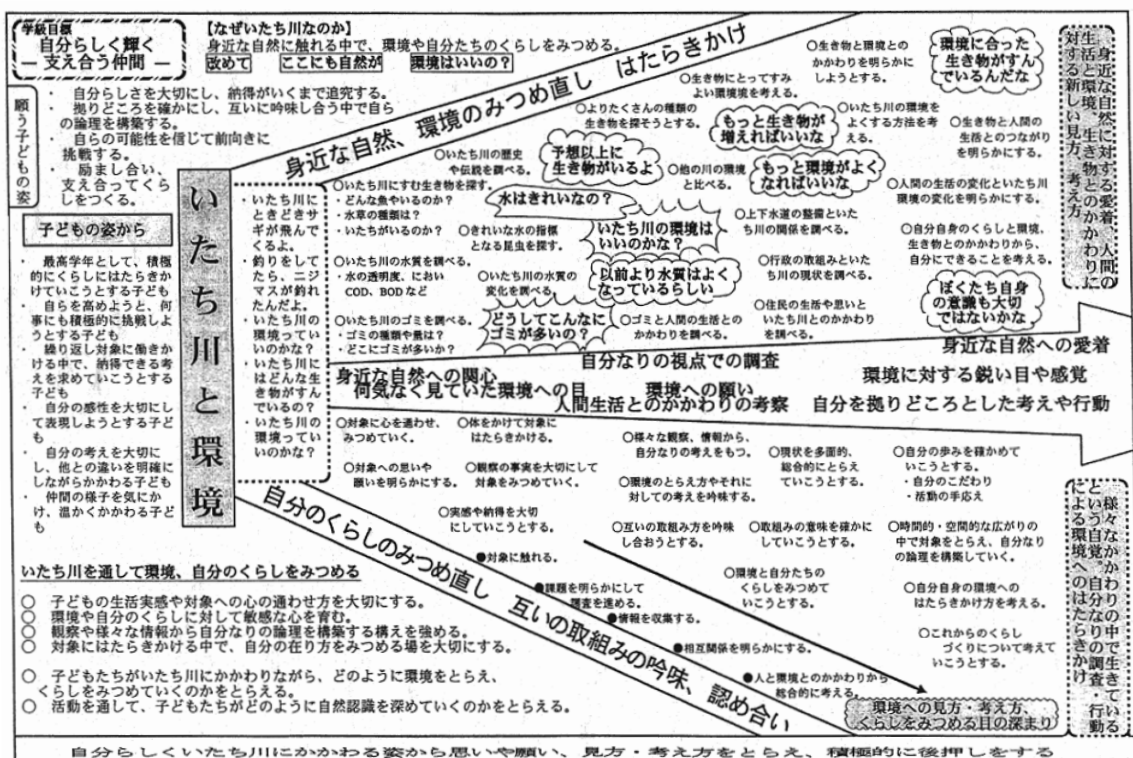 学級目標
自分らしく輝く
― 支え合う仲間 ―
【なぜいたち川なのか】
身近な自然に触れる中で、環境や自分たちのくらしをみつめる。
改めて
ここにも自然が
環境はいいの?
願う子どもの姿
・ 自分らしさを大切にし、納得がいくまで追究する。
・ 拠りどころを確かにし、互いに吟味し合う中で自ら
の論理を構築する。
・ 自らの可能性を信じて前向きに
挑戦する。
・ 励まし合い、
支え合ってくら
しをつくる。
子どもの姿から
・ 最高学年として、積極
的にくらしにはたらきか
けていこうとする子ども
・ 自らを高めようと、何
事にも積極的に挑戦しよ
うとする子ども
・ 繰り返し対象に働きか
ける中で、納得できる考
えを求めていこうとする
子ども
・ 自分の感性を大切にし
て表現しようとする子ど
も
・ 自分の考えを大切に
し、他との違いを明確に
しながらかかわる子ども
・ 仲間の様子を気にか
け、温かくかかわる子ど
も
いたち川と環境
・いたち川に
ときどきサ
ギが飛んで
くるよ。
・釣りをして
たら、ニジ
マスが釣れ
たんだよ。
・いたち川の
環境ってい
いのかな?
・いたち川に
はどんな生
き物がすん
でいるの?
・いたち川の
環境ってい
いのかな?
身近な自然、環境のみつめ直し はたらきかけ
○いたち川の歴史
や伝説を調べる。
○いたち川にすむ生き物を探す。
・どんな魚やいるのか?
・水草の種類は?
・いたちがいるのか?
○いたち川の水質を調べる。
・水の透明度、におい
COD、BODなど
○いたち川のゴミを調べる。
・ゴミの種類や量は?
・どこにゴミが多いか?
○よりたくさんの種類の
生き物を探そうとする。
予想以上に
生き物がいるよ
水はきれいなの?
○きれいな水の指標
となる昆虫を探す。
○いたち川の水質の
変化を調べる。
どうしてこんなに
ゴミが多いの?
○生き物にとってすみ
よい環境境を考える。
もっと生き物が
増えればいいな
○他の川の環境
と比べる。
いたち川の環境は
いいのかな?
以前より水質はよく
なっているらしい
○ゴミと人間の生活との
かかわりを調べる。
○生き物と環境との
かかわりを明らかに
しようとする。
○いたち川の環境を
よくする方法を考
える。
もっと環境がよく
なればいいな
○上下水道の整備といた
ち川の関係を調べる。
○行政の取組みといた
ち川の現状を調べる。
○住民の生活や思いと
いたち川とのかかわり
を調べる。
環境に合った
生き物がすん
でいるんだな
○生き物と人間の
生活とのつながり
を明らかにする。
○人間の生活の変化といたち川
環境の変化を明らかにする。
○自分自身のくらしと環境、
生き物とのかかわりから、
自分にできることを考える。
ぼくたち自身
の意識も大切
ではないかな
身近な自然に対する愛着、人間の
生活と環境、生き物とのかかわりに
対する新しい見方、考え方
自分なりの視点での調査
身近な自然への愛着
身近な自然への関心
何気なく見ていた環境への目
環境への願い
環境に対する鋭い目や感覚
人間生活とのかかわりの考察
自分を拠りどころとした考えや行動
○対象に心を通わせ、
みつめていく。
○体をかけて対象に
はたらきかける。
○様々な観察、情報から、
自分なりの考えをもつ。
○現状を多面的、
総合的にとらえ
ていこうとする。
○自分の歩みを確かめて
いこうとする。
・自分のこだわり
・活動の手応え
○対象への思いや
願いを明らかにする。
○観察の事実を大切にして
対象をみつめていく。
○環境のとらえ方やそれに
対しての考えを吟味する。
○実感や納得を大切
にしていこうとする。
○互いの取組み方を吟味
し合おうとする。
○取組みの意味を確かに
していこうとする。
○時間的・空間的な広がりの
中で対象をとらえ、自分なり
の論理を構築していく。
●対象に触れる。
●課題を明らかにして
調査を進める。
●情報を収集する。
●相互関係を明らかにする。
●人と環境とのかかわりから
総合的に考える。
○環境と自分たちの
くらしをみつめて
いこうとする。
○自分自身の環境への
はたらきかけ方を考える。
○これからのくらし
づくりについて考えて
いこうとする。
環境への見方・考え方、
くらしをみつめる目の深まり
様々なかかわりの中で生きている
という自覚。自分なりの調査・行動
による環境へのはたらきかけ
自分のくらしのみつめ直し 互いの取組みの吟味、認め合い
いたち川を通して環境、自分のくらしをみつめる
○ 子どもの生活実感や対象への心の通わせ方を大切にする。
○ 環境や自分のくらしに対して敏感な心を育む。
○ 観察や様々な情報から自分なりの論理を構築する構えを強める。
○ 対象にはたらきかける中で、自分の在り方をみつめる場を大切にする。
○ 子どもたちがいたち川にかかわりながら、どのように環境をとらえ、
くらしをみつめていくのかをとらえる。
○ 活動を通して、子どもたちがどのように自然認識を深めていくのかをとらえる。
自分らしくいたち川にかかわる姿から思いや願い、見方・考え方をとらえ、積極的に後押しをする